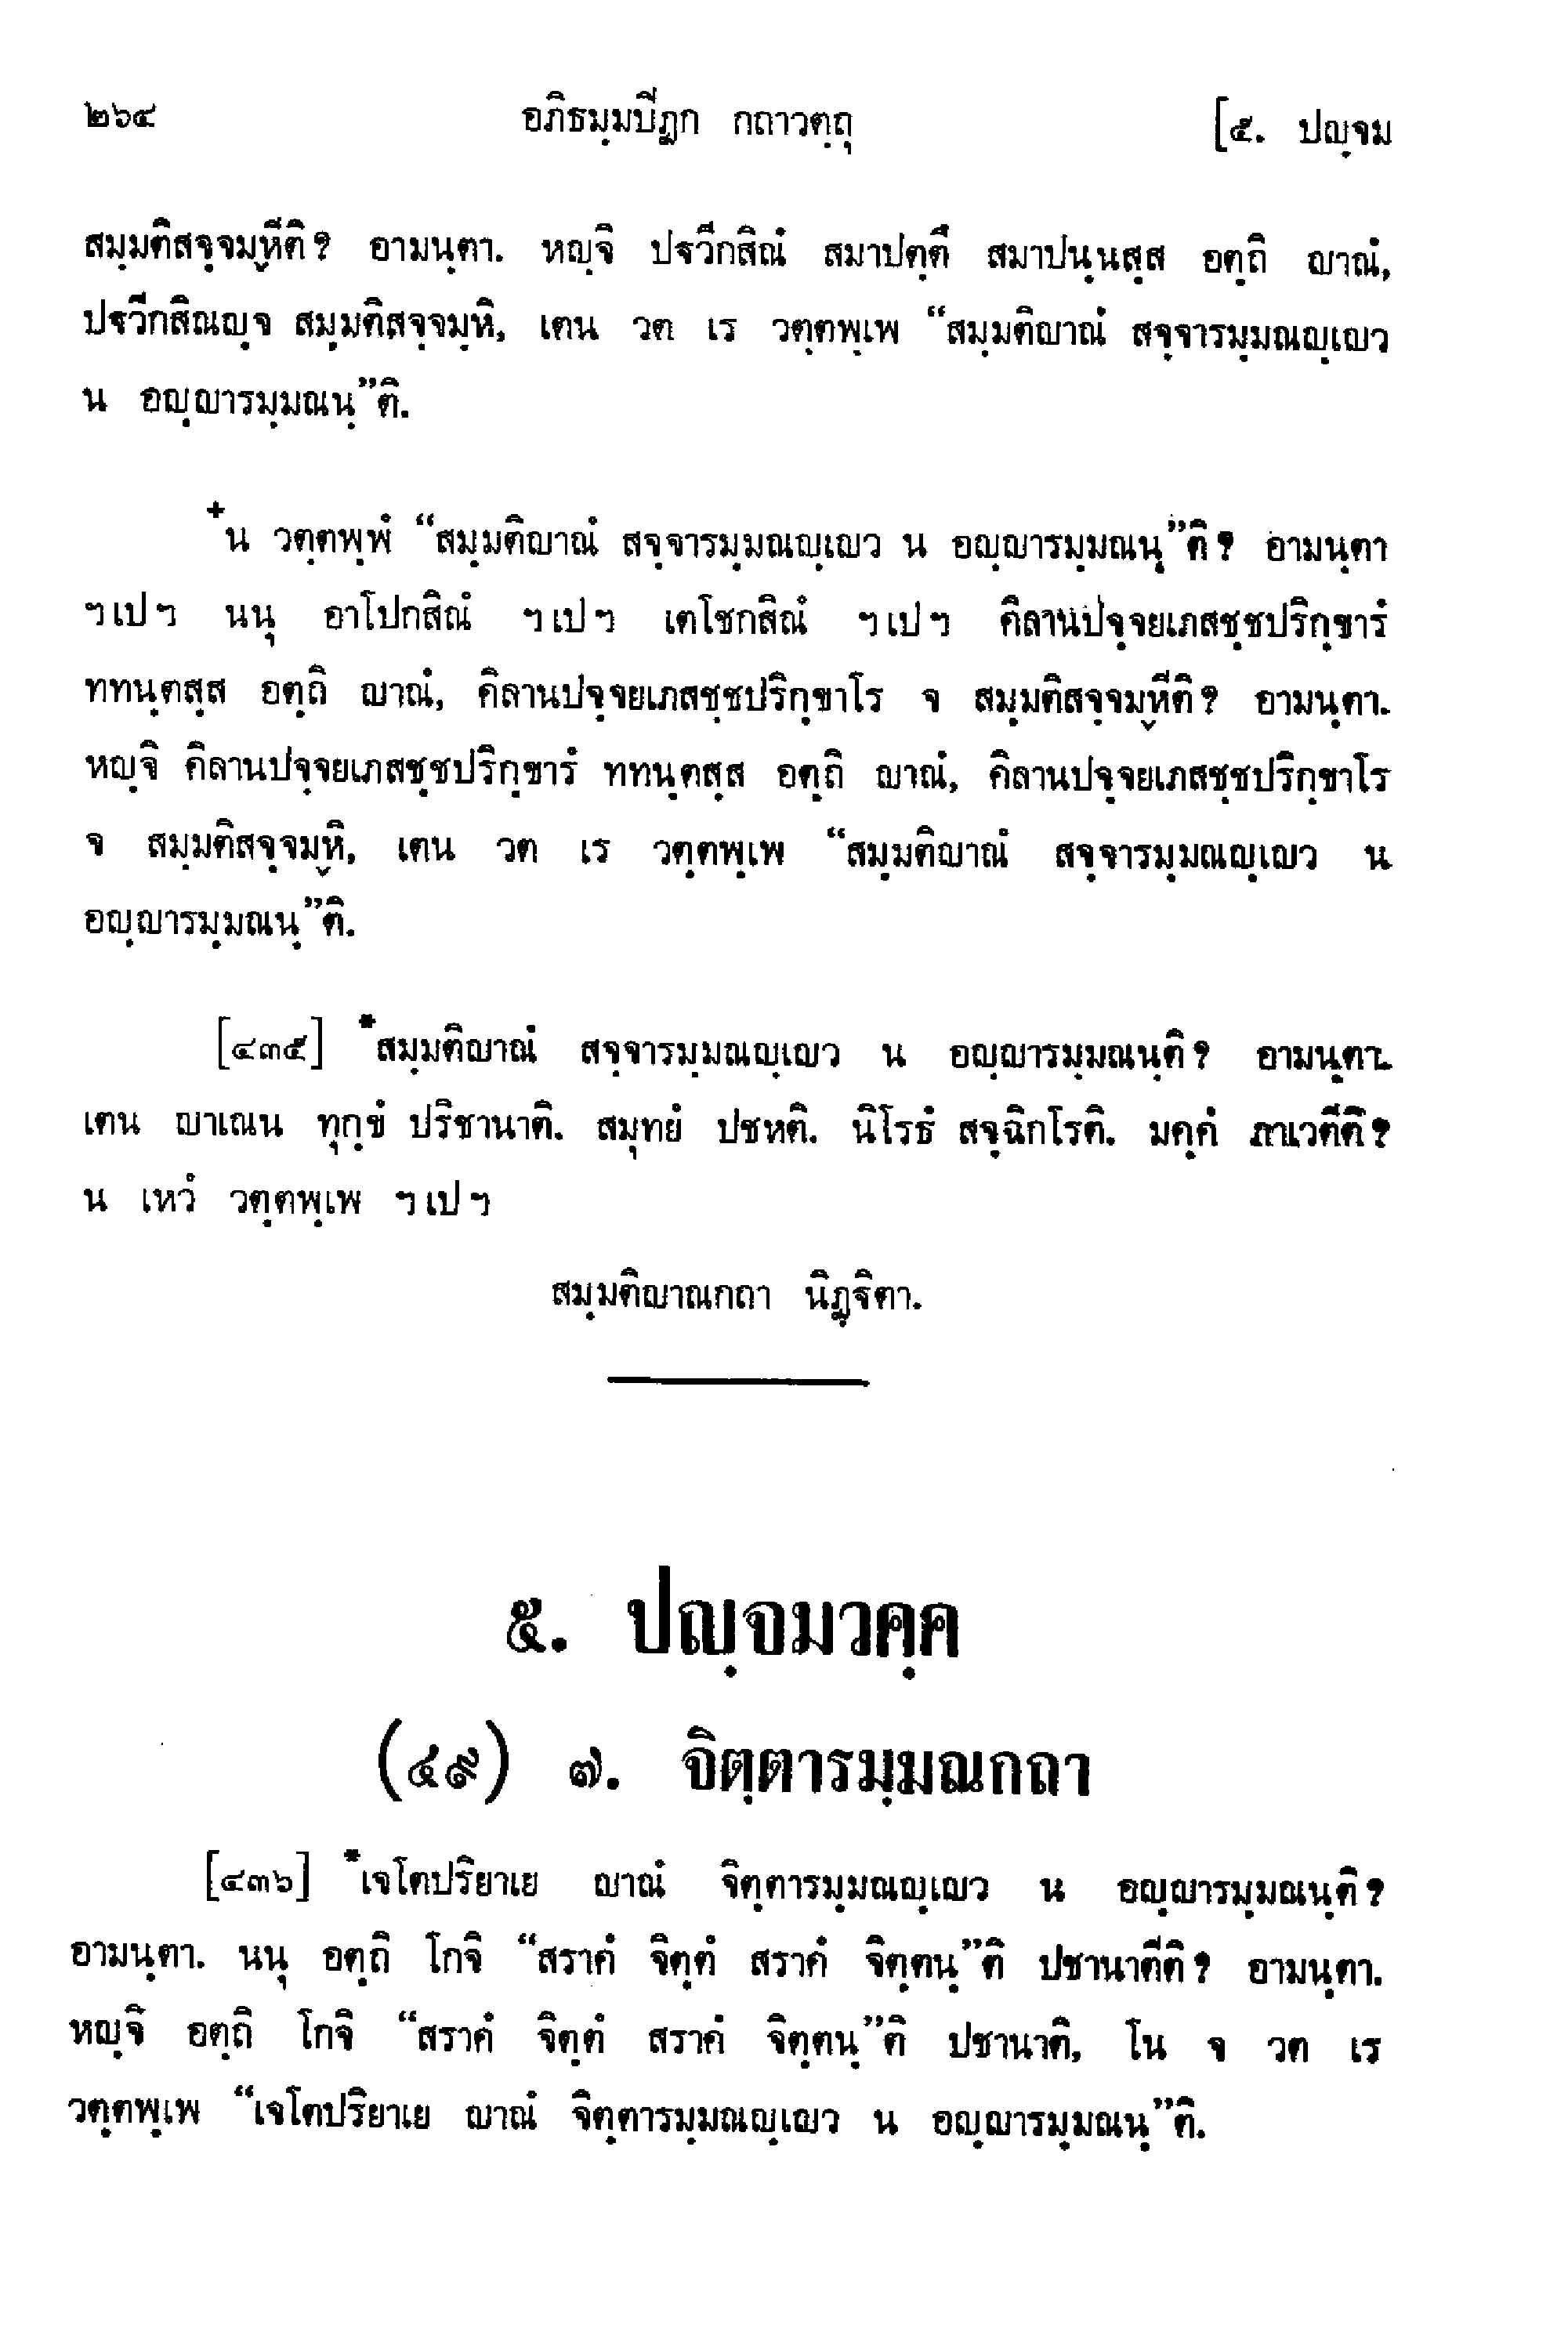 ๒๖๔ อภิธมฺมปีฏก กถาวตฺถุ [๕. ปญฺจม
สมฺมติสจฺจมฺหีติ? อามนฺตา. หญฺจิ ปฐวีกสิณํ สมาปตฺตึ สมาปนฺนสฺส อตฺถิ ญาณํ,
ปฐวีกสิณญฺจ สมฺมติสจฺจมฺหิ, เตน วต เร วตฺตพฺเพ “สมฺมติญาณํ สจฺจารมฺมณญฺเญว
น อญฺญารมฺมณนฺ”ติ.
+น วตฺตพฺพํ “สมฺมติญาณํ สจฺจารมฺมณญฺเญว น อญฺญารมฺมณนฺ”ติ? อามนฺตา
ฯเปฯ นนุ อาโปกสิณํ ฯเปฯ เตโชกสิณํ ฯเปฯ คิลานปจฺจยเภสชฺชปริกฺขารํ
ททนฺตสฺส อตฺถิ ญาณํ, คิลานปจฺจยเภสชฺชปริกฺขาโร จ สมฺมติสจฺจมฺหีติ? อามนฺตา.
หญฺจิ คิลานปจฺจยเภสชฺชปริกฺขารํ ททนฺตสฺส อตฺถิ ญาณํ, คิลานปจฺจยเภสชฺชปริกฺขาโร
จ สมฺมติสจฺจมฺหิ, เตน วต เร วตฺตพฺเพ “สมฺมติญาณํ สจฺจารมฺมณญฺเญว น
อญฺญารมฺมณนฺ”ติ.
[๔๓๕] *สมฺมติญาณํ สจฺจารมฺมณญฺเญว น อญฺญารมฺมณนฺติ? อามนฺตา.
เตน ญาเณน ทุกฺขํ ปริชานาติ. สมุทยํ ปชหติ. นิโรธํ สจฺฉิกโรติ. มคฺคํ ภาเวตีติ?
น เหวํ วตฺตพฺเพ ฯเปฯ
สมฺมติญาณกถา นิฏฺฐิตา.
๕. ปญฺจมวคฺค
(๔๙) ๗. จิตฺตารมฺมณกถา
[๔๓๖] *เจโตปริยาเย ญาณํ จิตฺตารมฺมณญฺเญว น อญฺญารมฺมณนฺติ?
อามนฺตา. นนุ อตฺถิ โกจิ “สราคํ จิตฺตํ สราคํ จิตฺตนฺ”ติ ปชานาตีติ? อามนฺตา.
หญฺจิ อตฺถิ โกจิ “สราคํ จิตฺตํ สราคํ จิตฺตนฺ”ติ ปชานาติ, โน จ วต เร
วตฺตพฺเพ “เจโตปริยาเย ญาณํ จิตฺตารมฺมณญฺเญว น อญฺญารมฺมณนฺ”ติ.